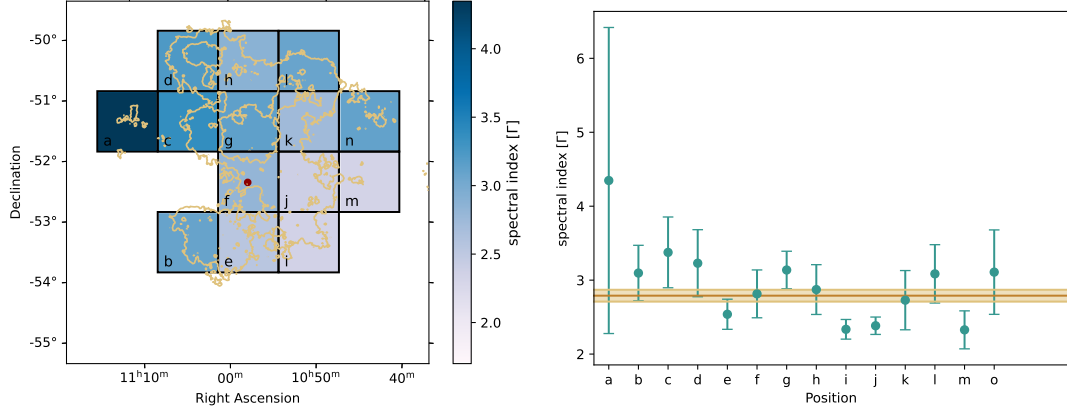 -50°
-51°
-52°
-53°
-54°
-55°
Declination
11ʰ10ᵐ
00ᵐ
10ʰ50ᵐ
40ᵐ
Right Ascension
d
h
l
a
c
g
k
n
f
j
m
b
e
i
4.0
3.5
3.0
2.5
2.0
spectral index [Γ]
6
5
4
3
2
spectral index [Γ]
a b c d e f g h i j k l m o
Position